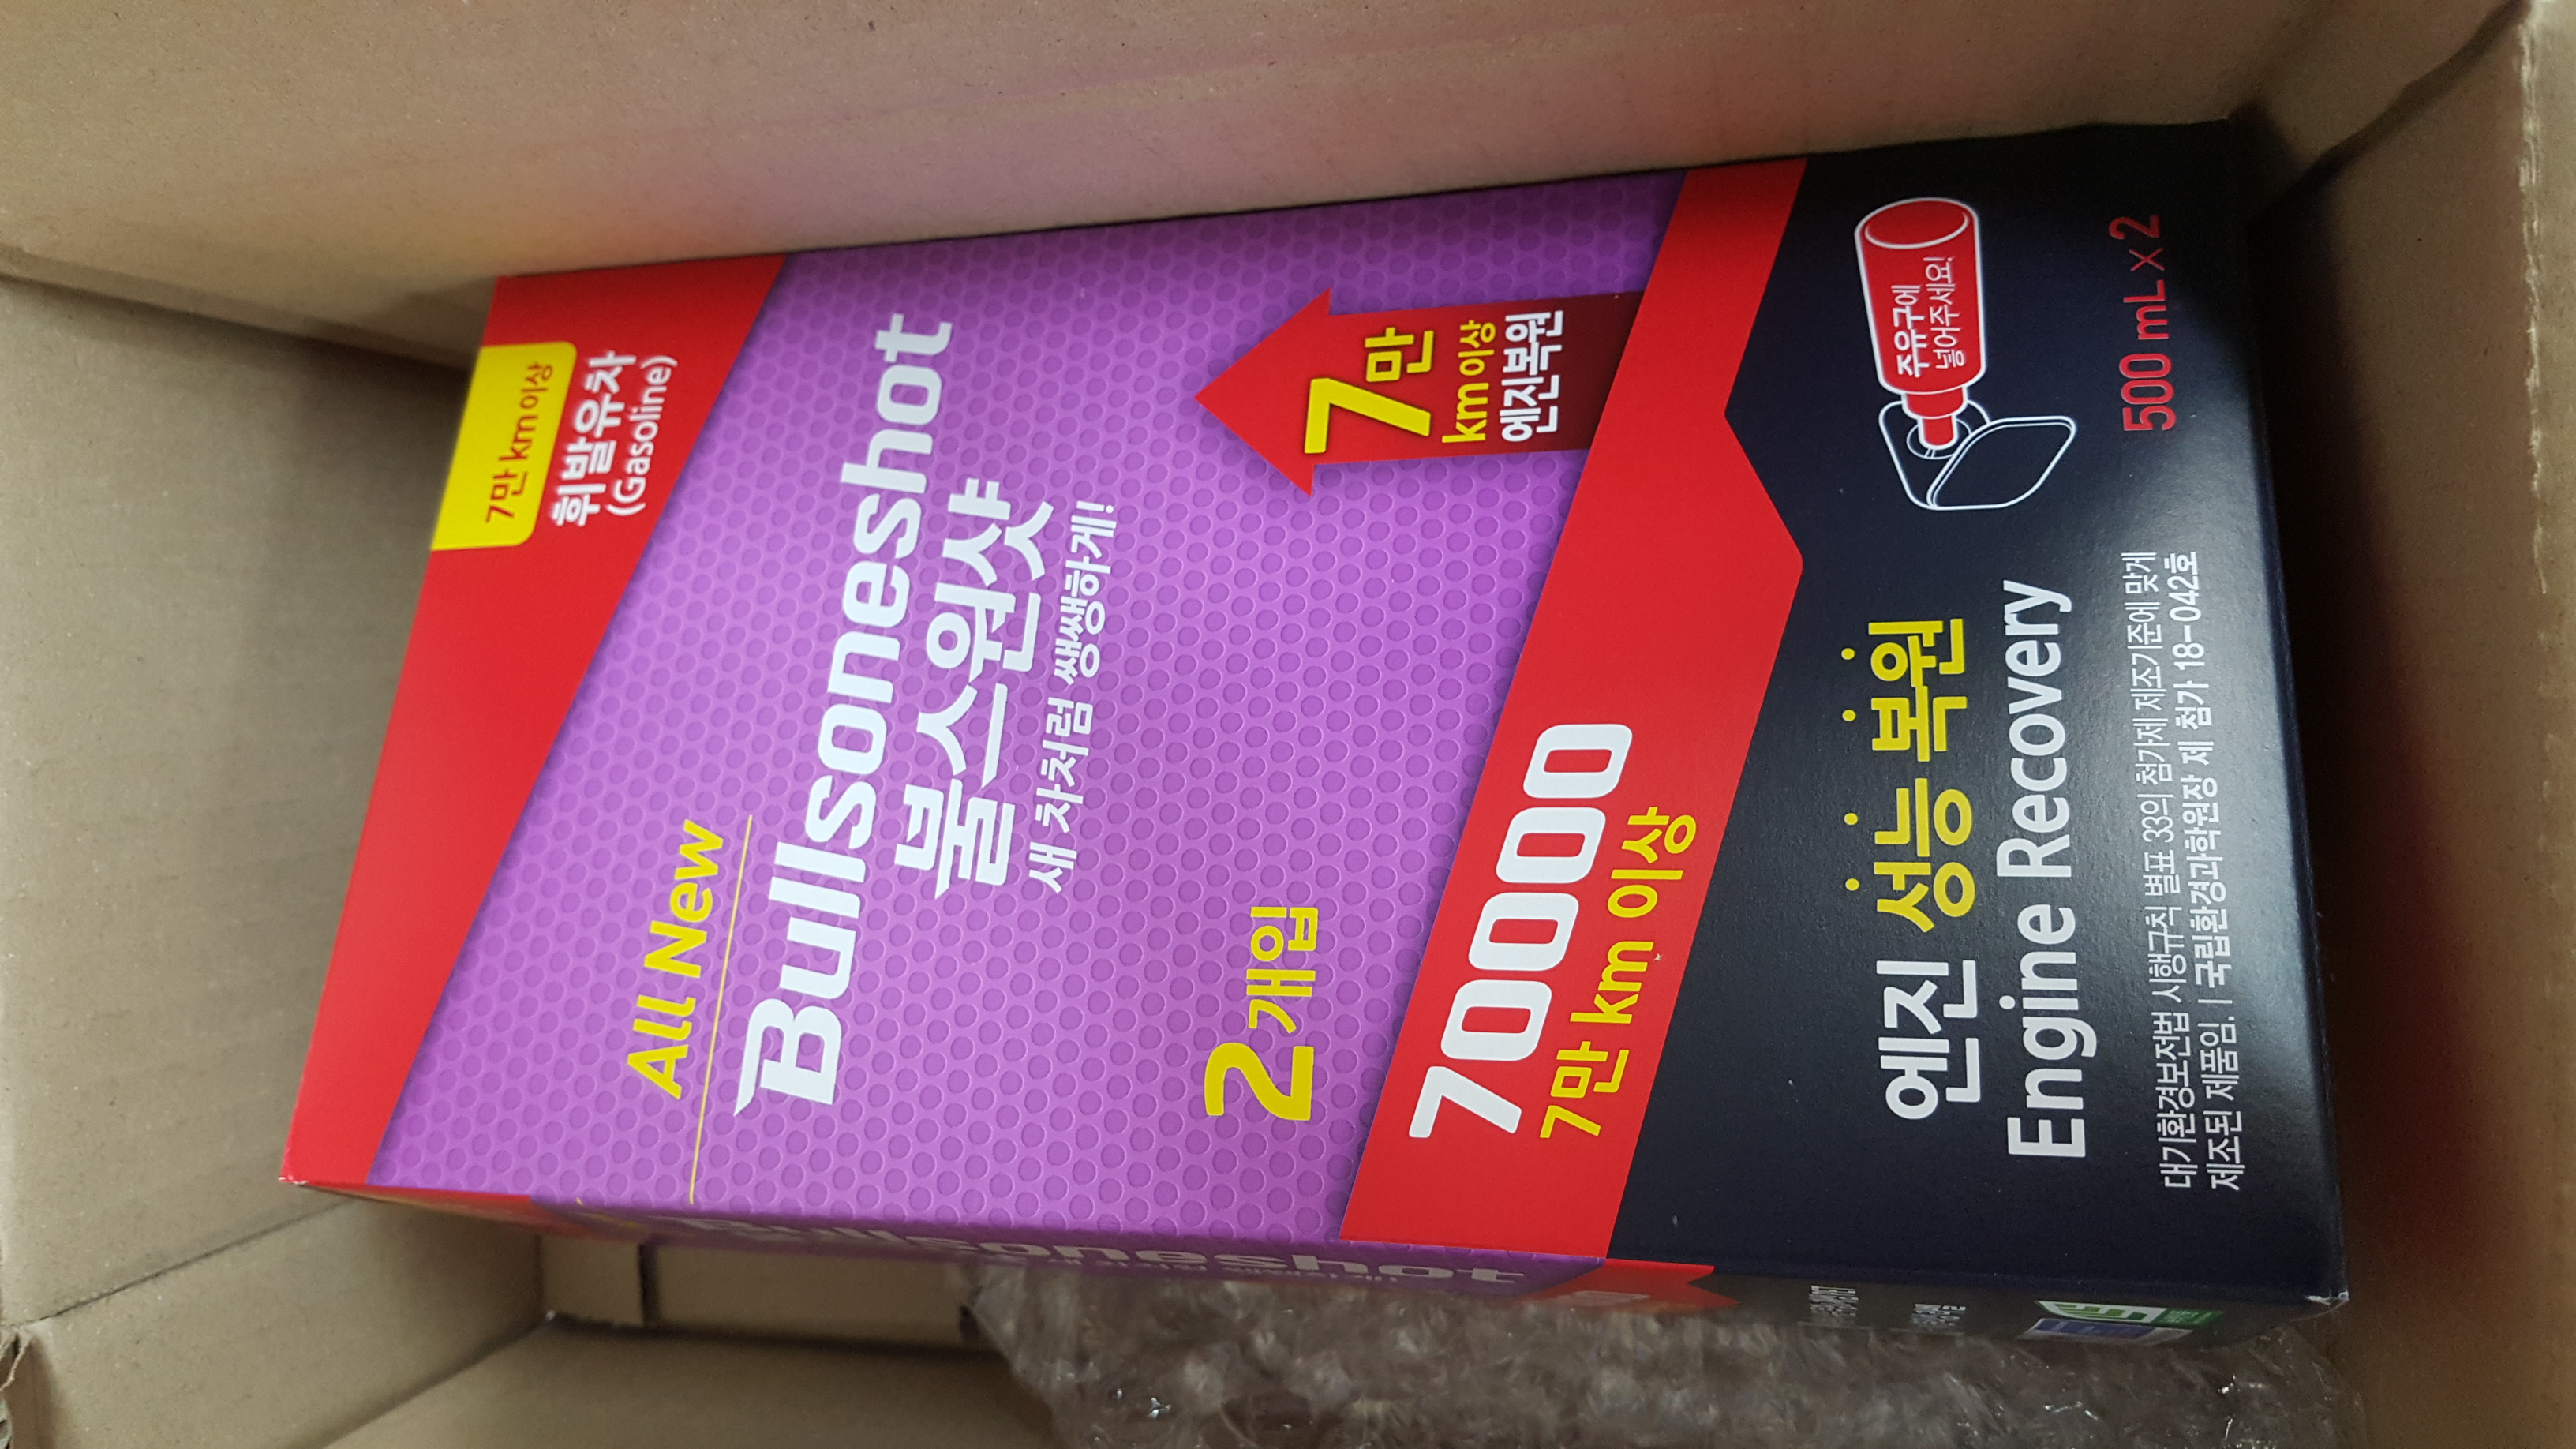 7만 km 이상
휘발유차
(Gasoline)
All New
Bullsoneshot
불스원샷
새 차처럼 쌩쌩하게!
2개입
7만
km 이상
엔진복원
70000
7만 km 이상
주유구에
넣어주세요!
엔진 성능 복원
Engine Recovery
500 mL x 2
대기환경보전법 시행규칙 별표 33의 첨가제 제조기준에 맞게
제조된 제품임. | 국립환경과학원장 제 첨가 18-042호
Bullsoneshot